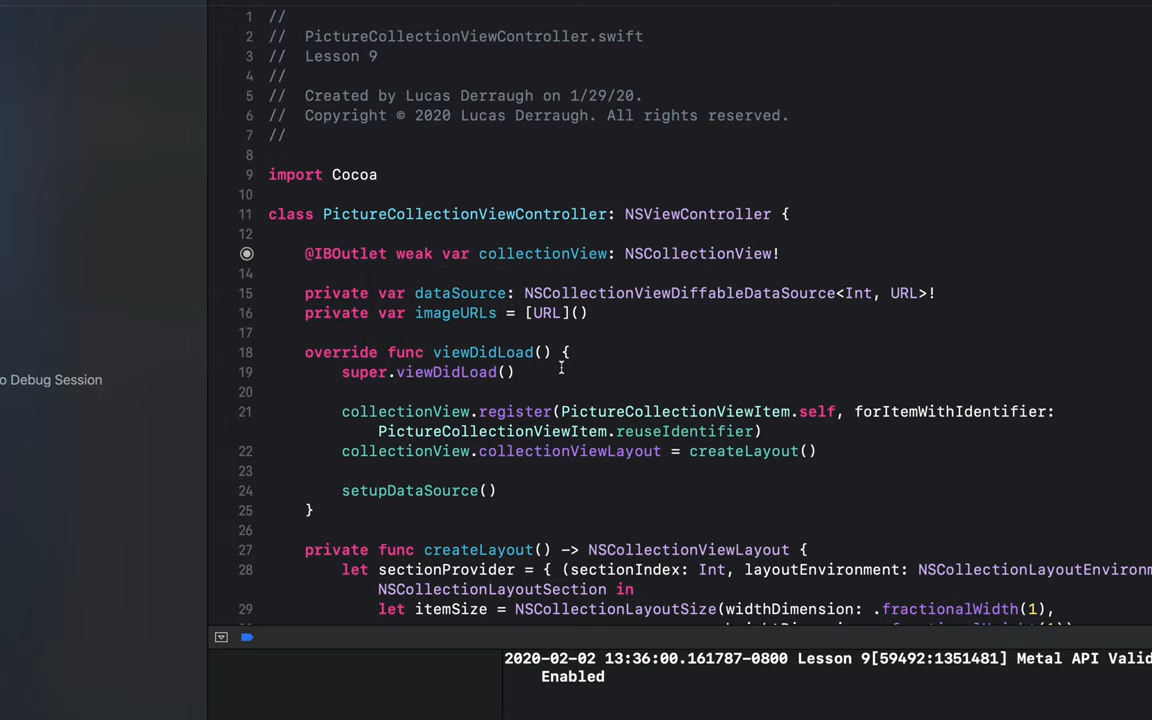 1 //
2 // PictureCollectionViewController.swift
3 // Lesson 9
4 //
5 // Created by Lucas Derraugh on 1/29/20.
6 // Copyright © 2020 Lucas Derraugh. All rights reserved.
7 //
8
9 import Cocoa
10
11 class PictureCollectionViewController: NSViewController {
12
@IBOutlet weak var collectionView: NSCollectionView!
14
15 private var dataSource: NSCollectionViewDiffableDataSource<Int, URL>!
16 private var imageURLs = [URL]()
17
18 override func viewDidLoad() {
19 super.viewDidLoad()
o Debug Session
20
21 collectionView.register(PictureCollectionViewItem.self, forItemWithIdentifier:
PictureCollectionViewItem.reuseIdentifier)
22 collectionView.collectionViewLayout = createLayout()
23
24 setupDataSource()
25 }
26
27 private func createLayout() -> NSCollectionViewLayout {
28 let sectionProvider = { (sectionIndex: Int, layoutEnvironment: NSCollectionLayoutEnvironm
NSCollectionLayoutSection in
29 let itemSize = NSCollectionLayoutSize(widthDimension: .fractionalWidth(1),
2020-02-02 13:36:00.161787-0800 Lesson 9[59492:1351481] Metal API Valid
Enabled